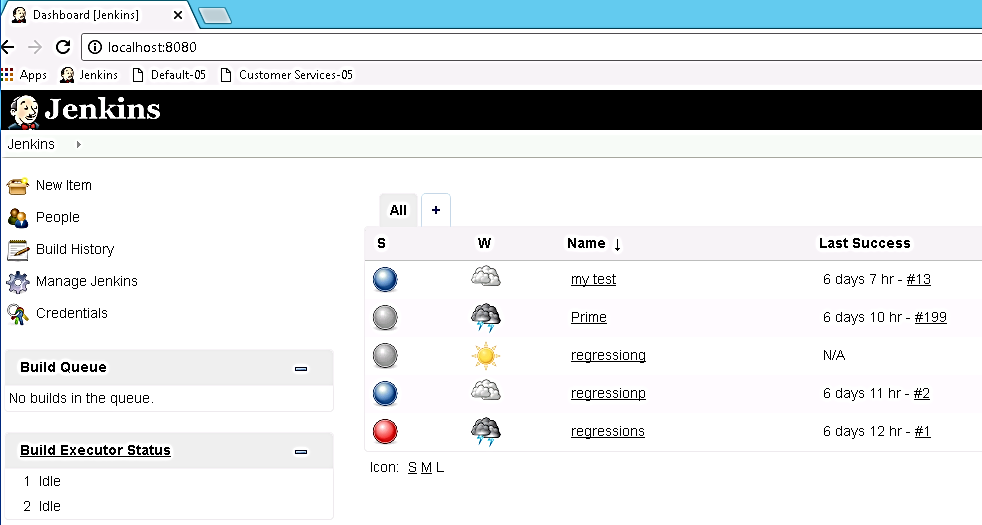 Dashboard [Jenkins]
localhost:8080
Apps Jenkins Default-05 Customer Services-05
Jenkins
Jenkins
New Item
People
Build History
Manage Jenkins
Credentials
Build Queue
No builds in the queue.
Build Executor Status
1 Idle
2 Idle
All +
S W Name ↓ Last Success
my test 6 days 7 hr - #13
Prime 6 days 10 hr - #199
regressiong N/A
regressionp 6 days 11 hr - #2
regressions 6 days 12 hr - #1
Icon: S M L